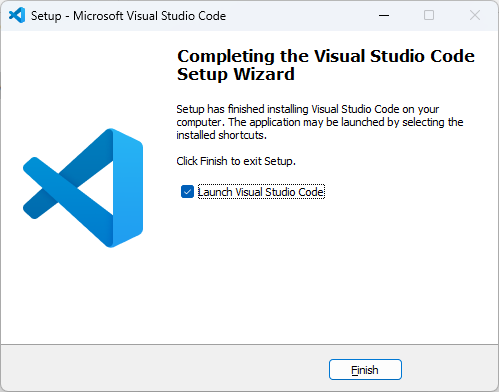 Setup - Microsoft Visual Studio Code
Completing the Visual Studio Code
Setup Wizard
Setup has finished installing Visual Studio Code on your
computer. The application may be launched by selecting the
installed shortcuts.
Click Finish to exit Setup.
Launch Visual Studio Code
Finish